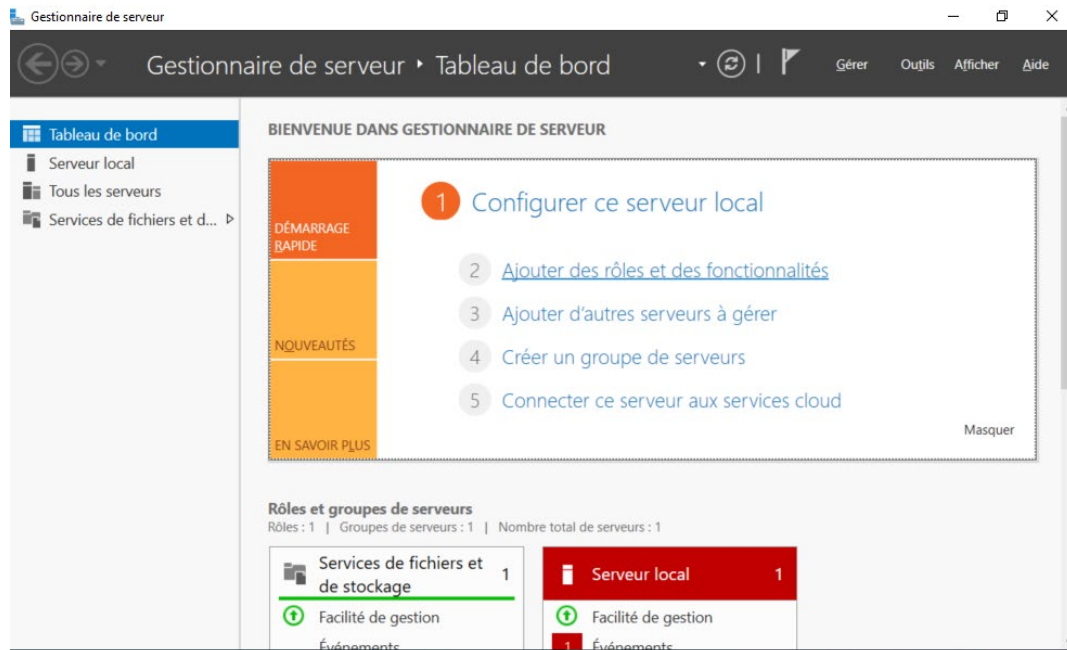 Gestionnaire de serveur
Gestionnaire de serveur ‣ Tableau de bord
Gérer Outils Afficher Aide
Tableau de bord
Serveur local
Tous les serveurs
Services de fichiers et d...
BIENVENUE DANS GESTIONNAIRE DE SERVEUR
DÉMARRAGE
RAPIDE
NOUVEAUTÉS
EN SAVOIR PLUS
1 Configurer ce serveur local
2 Ajouter des rôles et des fonctionnalités
3 Ajouter d'autres serveurs à gérer
4 Créer un groupe de serveurs
5 Connecter ce serveur aux services cloud
Masquer
Rôles et groupes de serveurs
Rôles : 1 | Groupes de serveurs : 1 | Nombre total de serveurs : 1
Services de fichiers et
de stockage
1
Facilité de gestion
Événements
Serveur local 1
Facilité de gestion
1 Événements